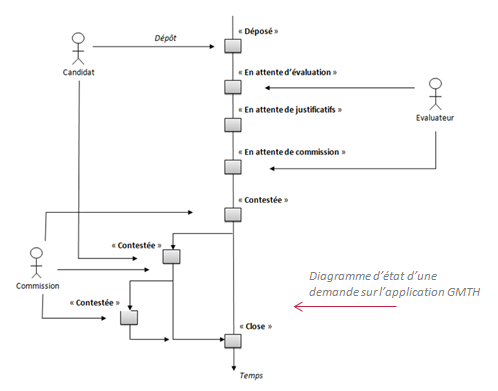 Dépôt
« Déposé »
Candidat
« En attente d'évaluation »
« En attente de justificatifs »
Evaluateur
« En attente de commission »
« Contestée »
« Contestée »
Commission
« Contestée »
Diagramme d'état d'une
demande sur l'application GMTH
« Close »
Temps